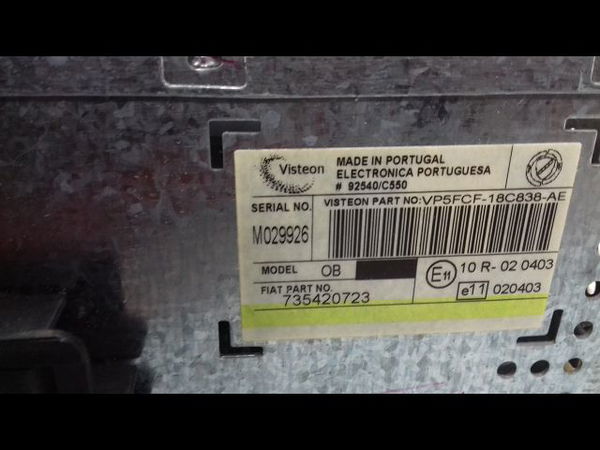 Visteon
MADE IN PORTUGAL
ELECTRONICA PORTUGUESA
# 92540/C550
SERIAL NO.
VISTEON PART NO: VP5FCF-18C838-AE
M029926
MODEL OB
E11 10 R- 02 0403
FIAT PART NO.
735420723
e11 020403